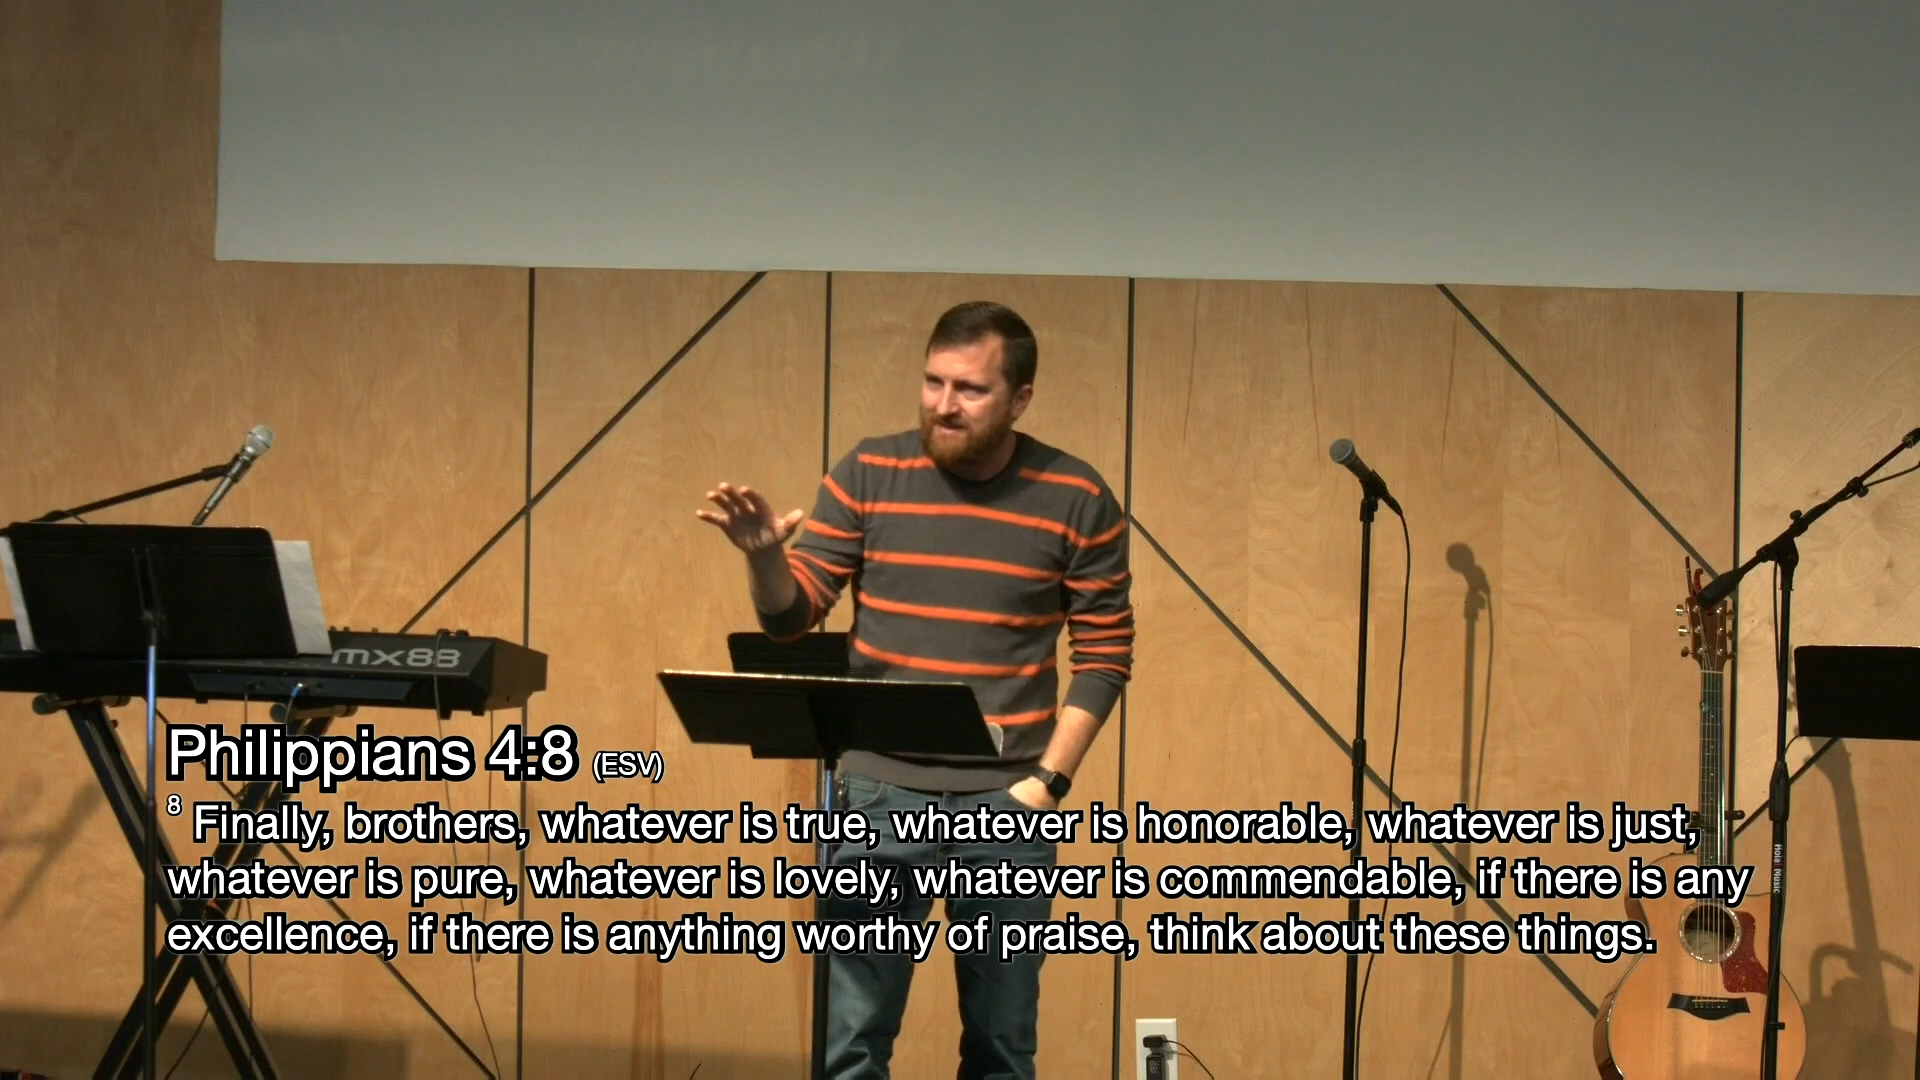 mx88
Philippians 4:8 (ESV)
8 Finally, brothers, whatever is true, whatever is honorable, whatever is just,
whatever is pure, whatever is lovely, whatever is commendable, if there is any
excellence, if there is anything worthy of praise, think about these things.
Hola Music